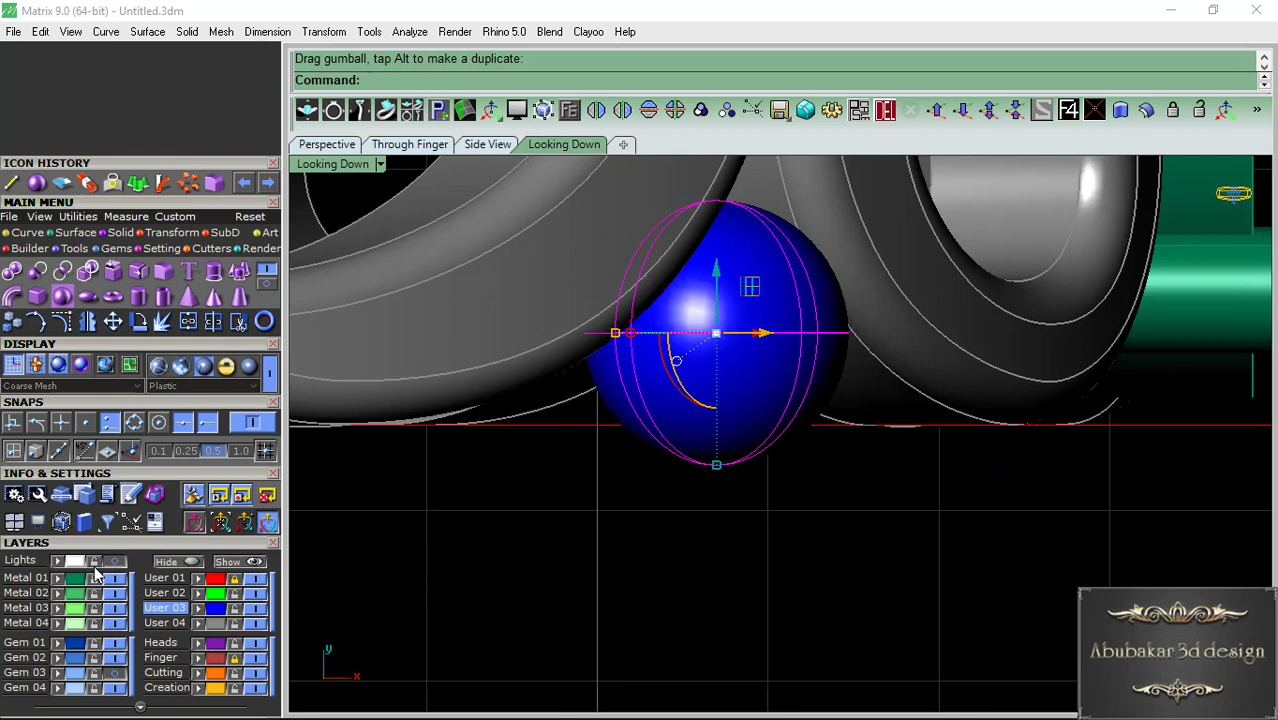 Matrix 9.0 (64-bit) - Untitled.3dm
File Edit View Curve Surface Solid Mesh Dimension Transform Tools Analyze Render Rhino 5.0 Blend Clayoo Help
Drag gumball, tap Alt to make a duplicate:
Command:
Perspective Through Finger Side View Looking Down
Looking Down
ICON HISTORY
MAIN MENU
File View Utilities Measure Custom Reset
Curve Surface Solid Transform SubD Art
Builder Tools Gems Setting Cutters Render
DISPLAY
Coarse Mesh Plastic
SNAPS
0.1 0.25 0.5 1.0
INFO & SETTINGS
LAYERS
Lights Hide Show
Metal 01 User 01
Metal 02 User 02
Metal 03 User 03
Metal 04 User 04
Gem 01 Heads
Gem 02 Finger
Gem 03 Cutting
Gem 04 Creation
F4
y
x
Abubakar 3d design